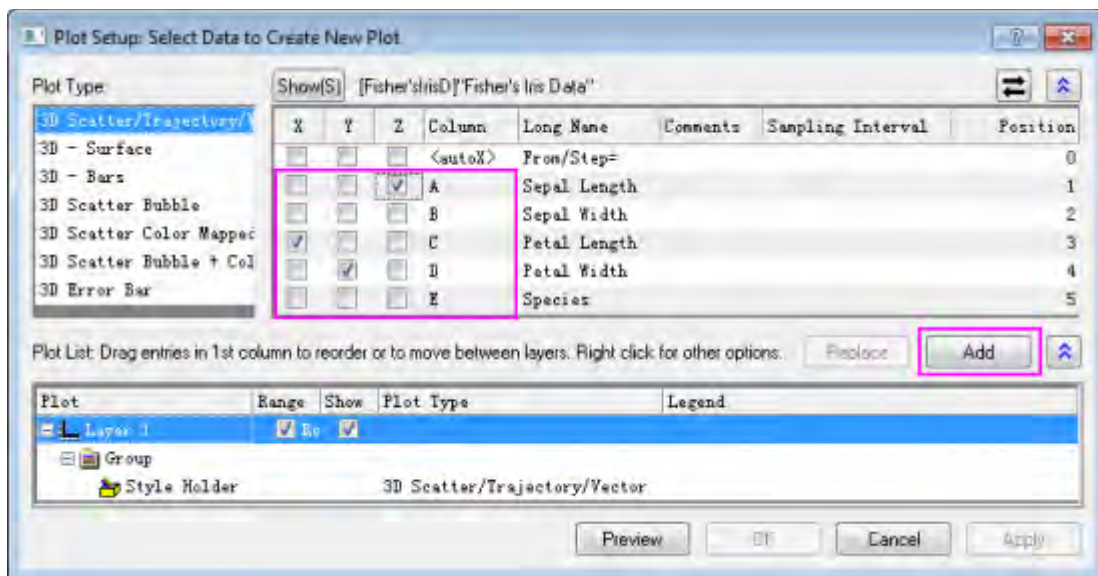 Plot Setup: Select Data to Create New Plot
Plot Type:
Show(S) [Fisher'sIrisD]"Fisher's Iris Data"
3D Scatter/Trajectory/V
3D - Surface
3D - Bars
3D Scatter Bubble
3D Scatter Color Mapped
3D Scatter Bubble + Col
3D Error Bar
X Y Z Column Long Name Comments Sampling Interval Position
<autoX> From/Step= 0
A Sepal Length 1
B Sepal Width 2
C Petal Length 3
D Petal Width 4
E Species 5
Plot List: Drag entries in 1st column to reorder or to move between layers. Right click for other options. Replace Add
Plot Range Show Plot Type Legend
Layer 1 Re
Group
Style Holder 3D Scatter/Trajectory/Vector
Preview OK Cancel Apply